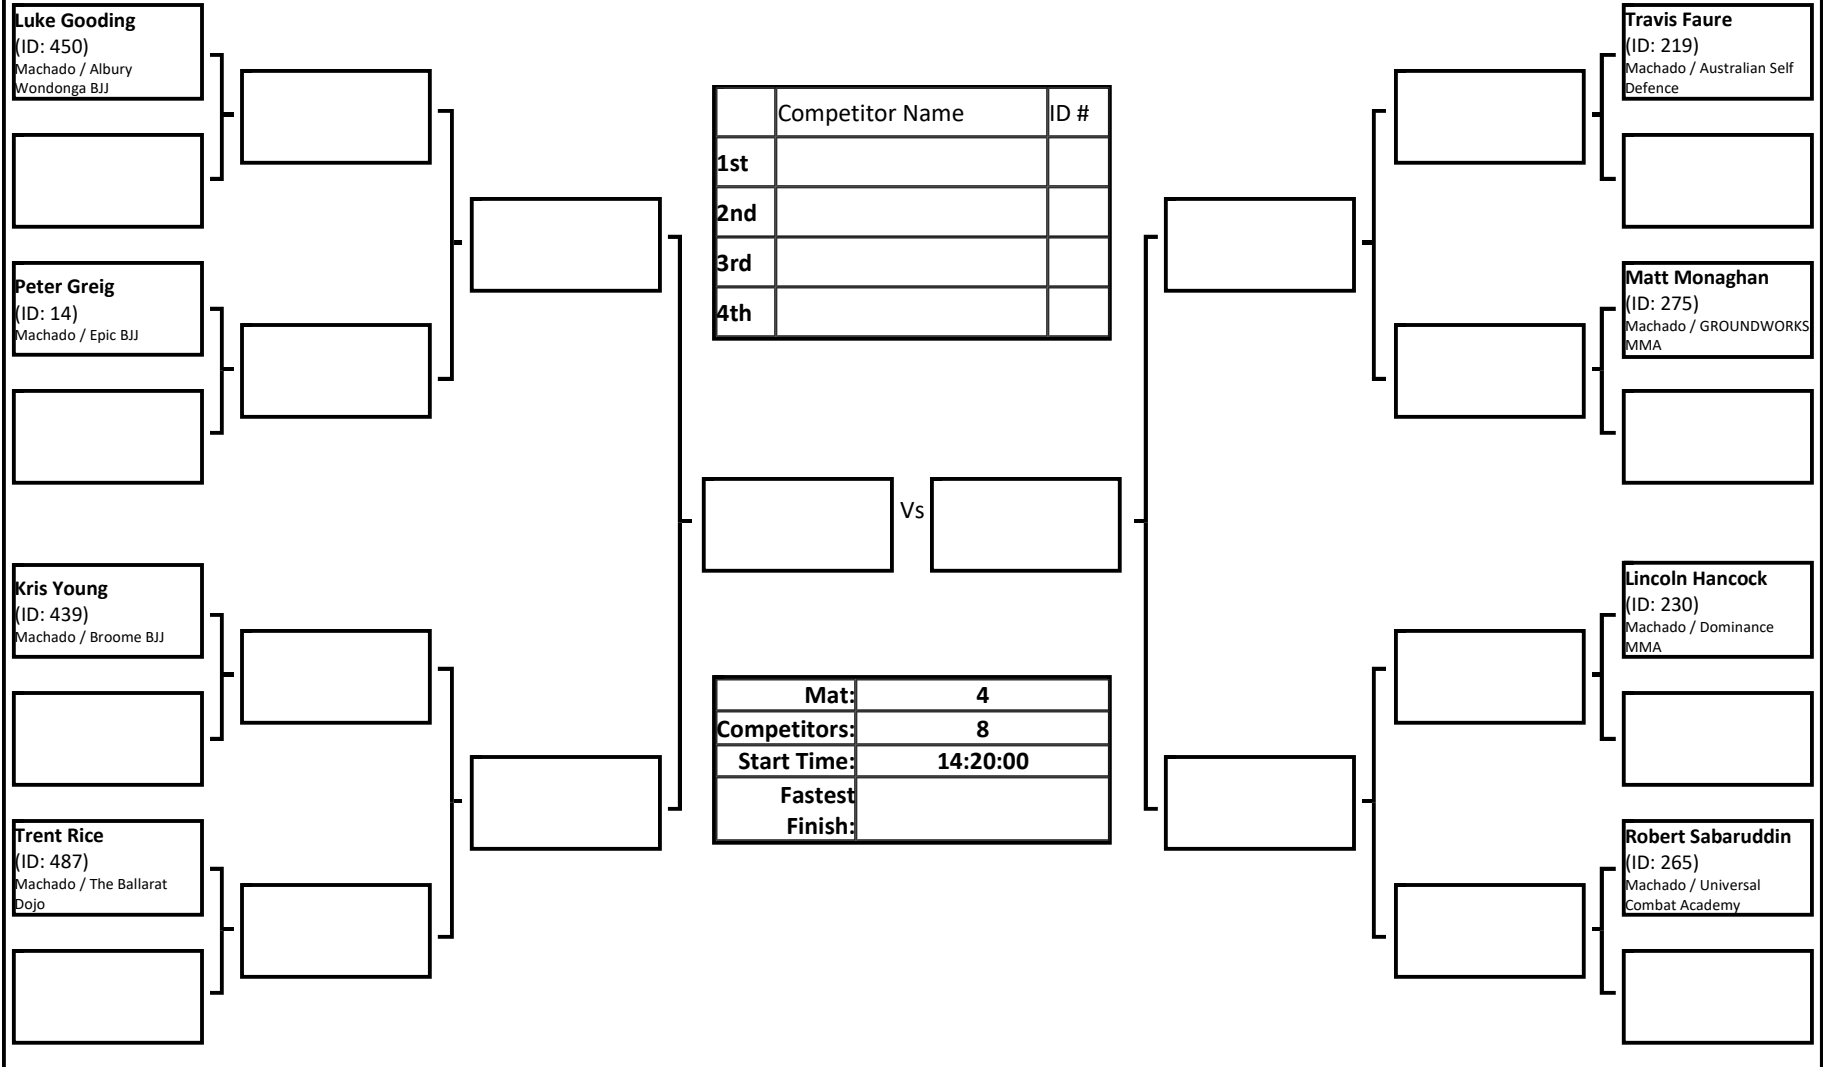 Luke Gooding
(ID: 450)
Machado / Albury
Wondonga BJJ
Peter Greig
(ID: 14)
Machado / Epic BJJ
Kris Young
(ID: 439)
Machado / Broome BJJ
Trent Rice
(ID: 487)
Machado / The Ballarat
Dojo
Competitor Name ID #
1st
2nd
3rd
4th
Vs
Mat: 4
Competitors: 8
Start Time: 14:20:00
Fastest
Finish:
Travis Faure
(ID: 219)
Machado / Australian Self
Defence
Matt Monaghan
(ID: 275)
Machado / GROUNDWORKS
MMA
Lincoln Hancock
(ID: 230)
Machado / Dominance
MMA
Robert Sabaruddin
(ID: 265)
Machado / Universal
Combat Academy